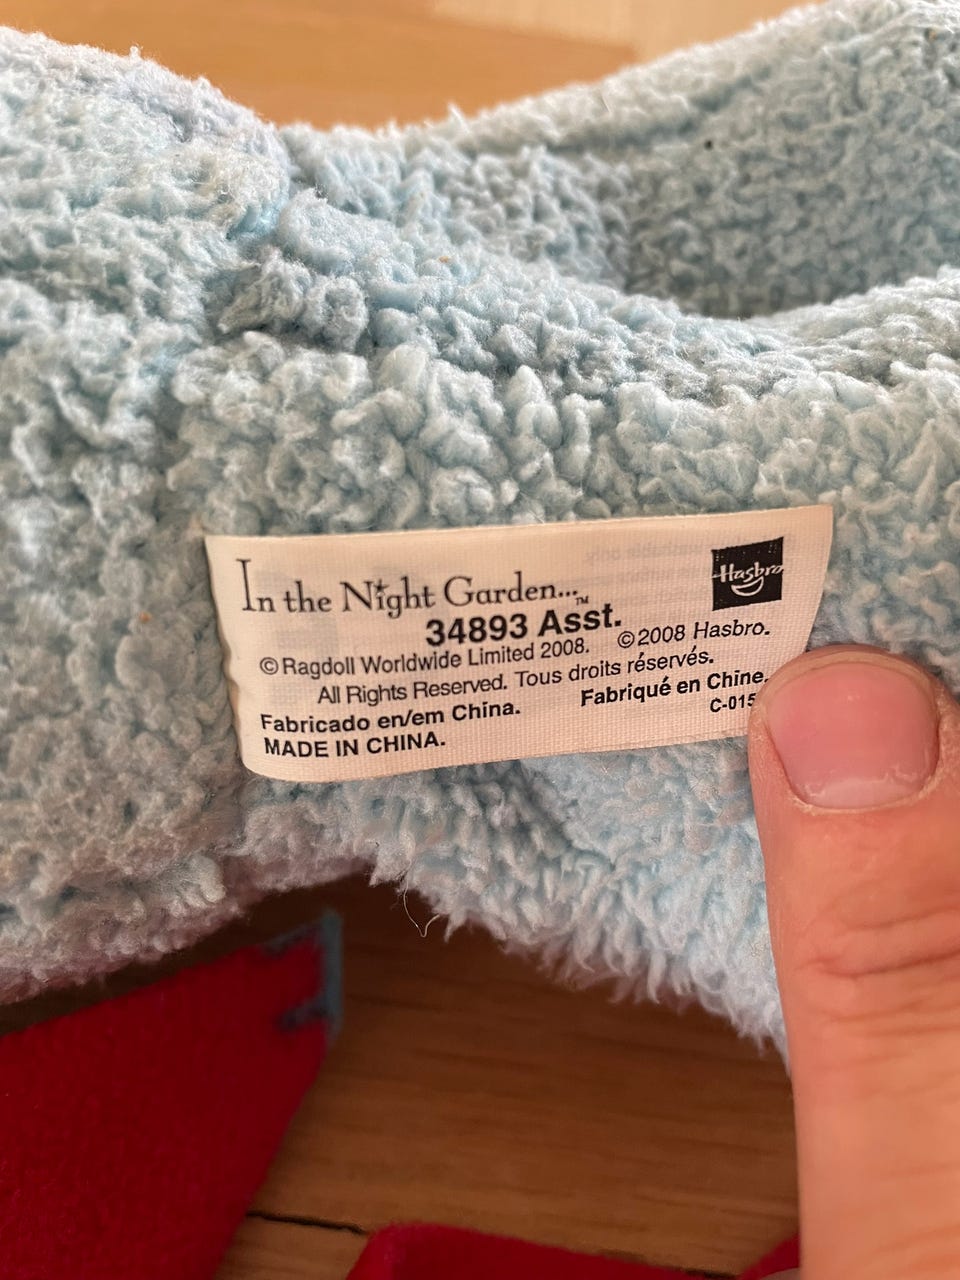 In the Night Garden...™
Hasbro
34893 Asst.
©Ragdoll Worldwide Limited 2008. ©2008 Hasbro.
All Rights Reserved. Tous droits réservés.
Fabricado en/em China. Fabriqué en Chine.
MADE IN CHINA. C-015